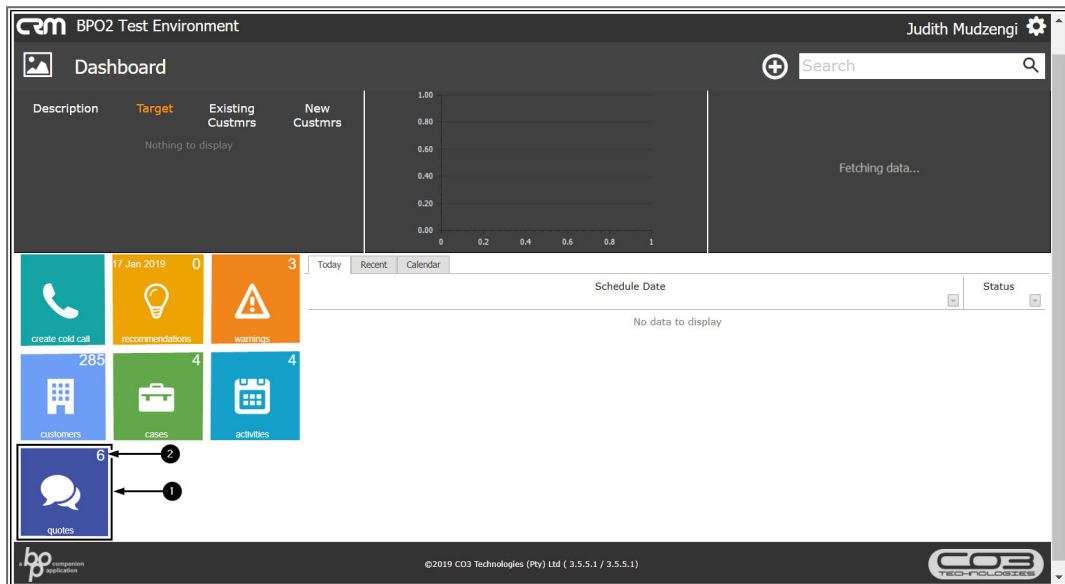 CRM BPO2 Test Environment
Judith Mudzengi
Dashboard
Search
Description Target Existing Custmrs New Custmrs
Nothing to display
1.00
0.80
0.60
0.40
0.20
0.00
0 0.2 0.4 0.6 0.8 1
Fetching data...
17 Jan 2019 0
3
create cold call
recommendations
warnings
Today Recent Calendar
Schedule Date
Status
No data to display
285
4
4
customers
cases
activities
6
2
1
quotes
a bpo companion application
©2019 CO3 Technologies (Pty) Ltd ( 3.5.5.1 / 3.5.5.1)
CO3
TECHNOLOGIES